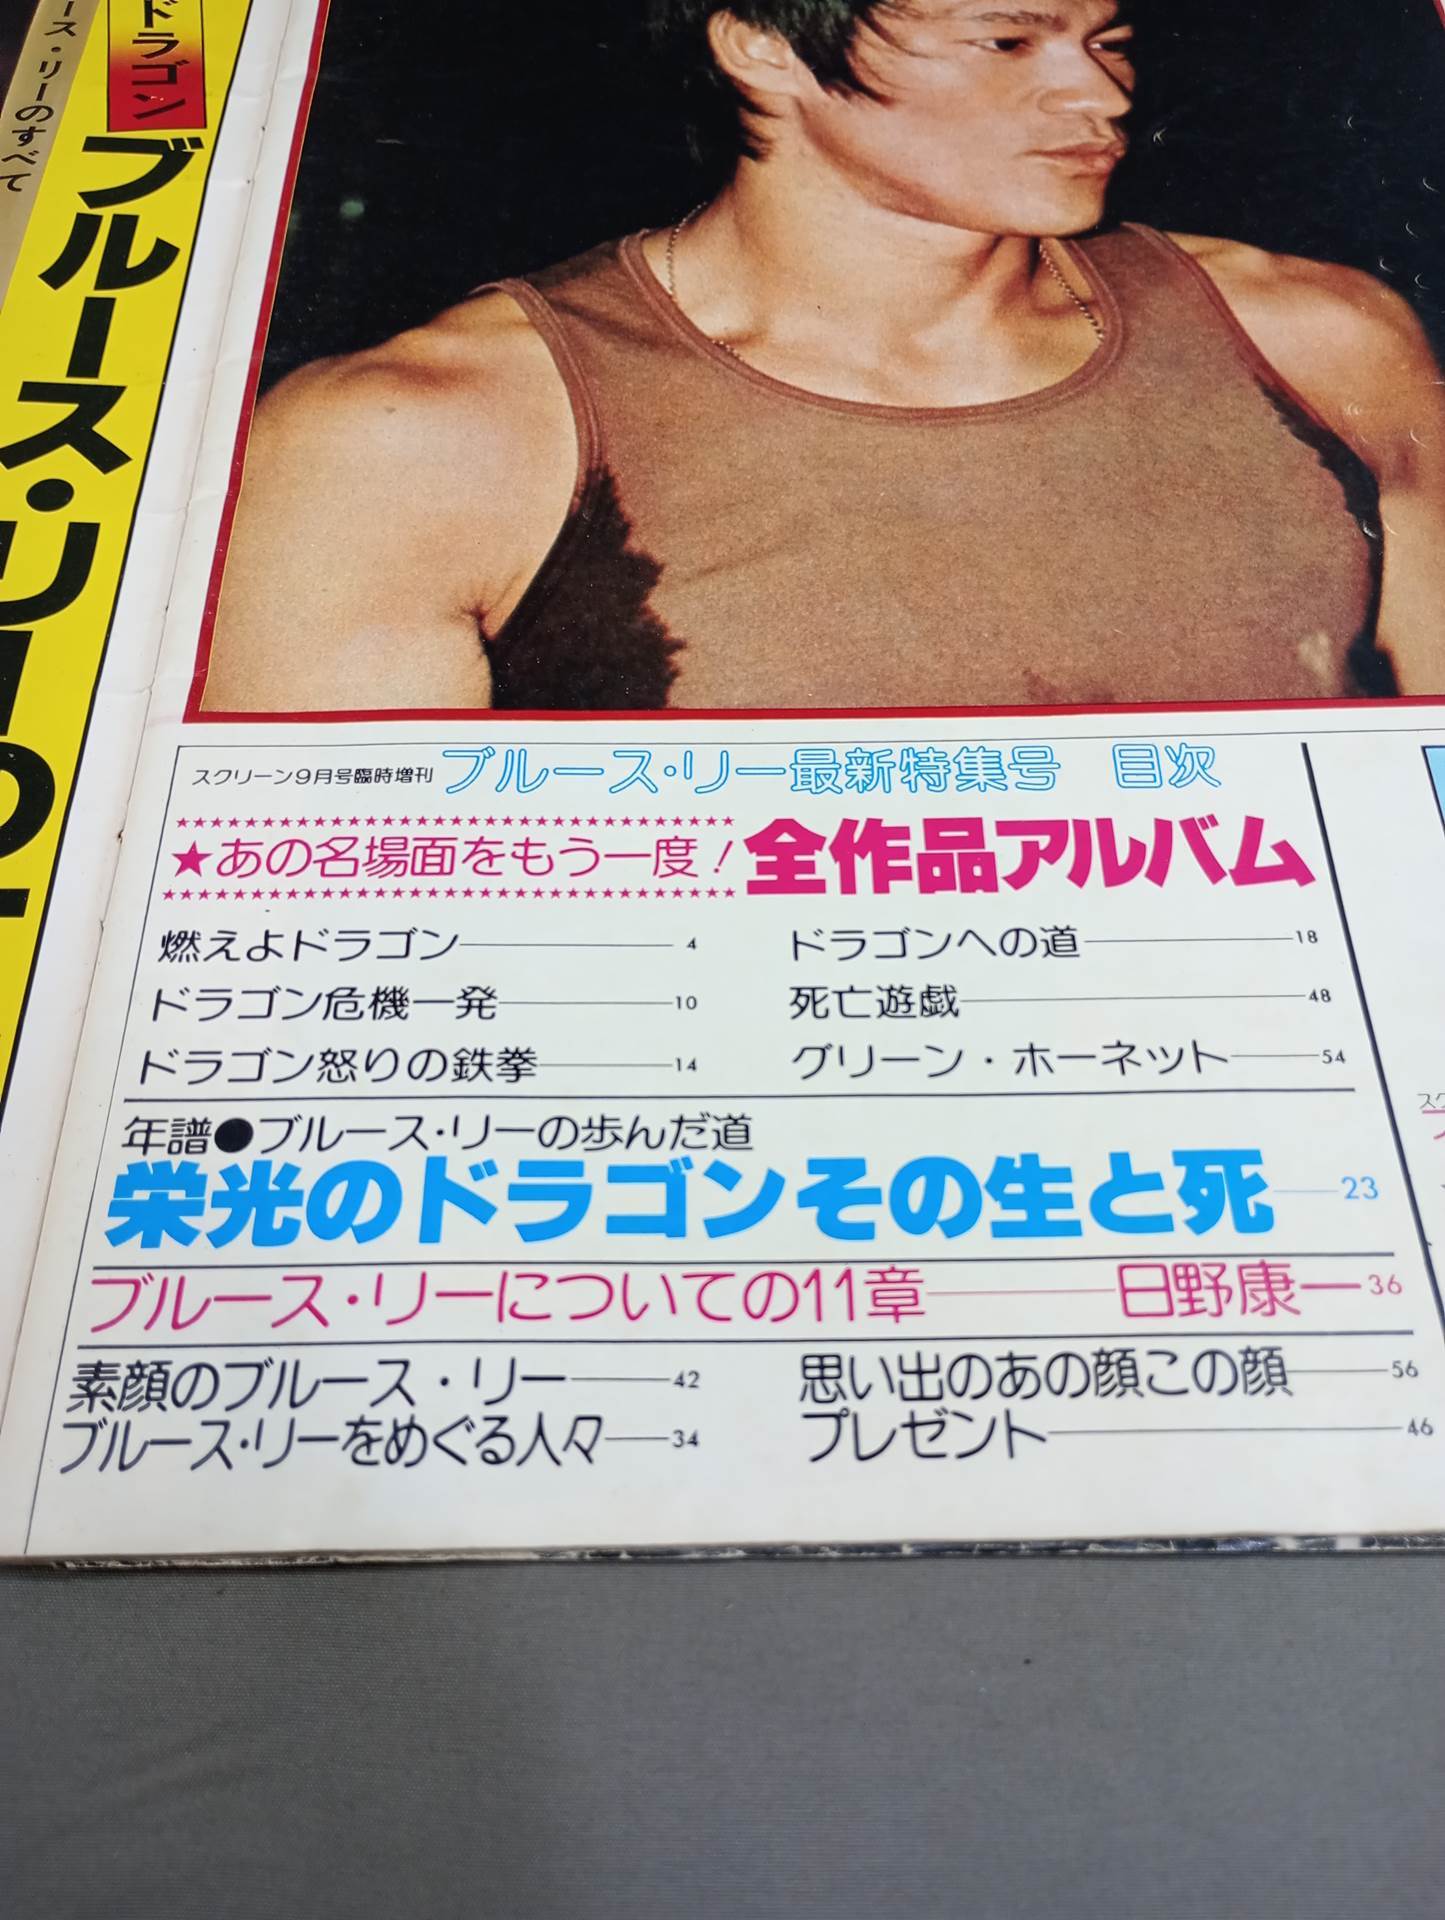 ドラゴン
ース・リーのすべて
ブルース・リーの
スクリーン9月号臨時増刊 ブルース・リー最新特集号 目次
★あの名場面をもう一度! 全作品アルバム
燃えよドラゴン 4
ドラゴン危機一発 10
ドラゴン怒りの鉄拳 14
ドラゴンへの道 18
死亡遊戯 48
グリーン・ホーネット 54
年譜●ブルース・リーの歩んだ道
栄光のドラゴンその生と死 23
ブルース・リーについての11章 日野康一 36
素顔のブルース・リー 42
ブルース・リーをめぐる人々 34
思い出のあの顔この顔 56
プレゼント 46